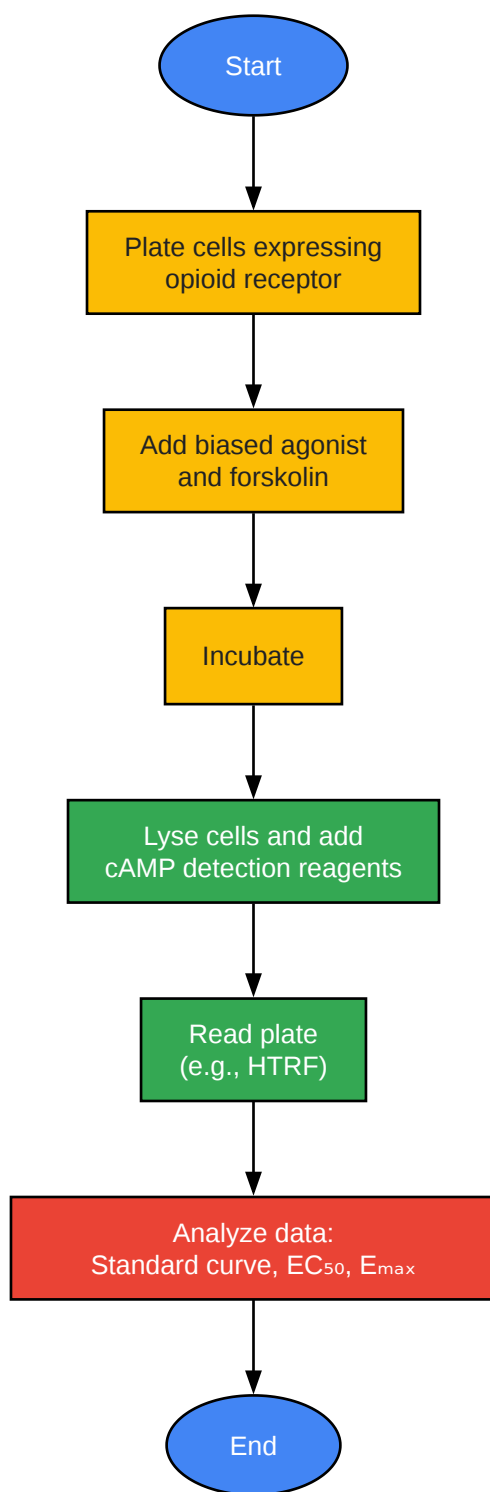 Start
Plate cells expressing
opioid receptor
Add biased agonist
and forskolin
Incubate
Lyse cells and add
cAMP detection reagents
Read plate
(e.g., HTRF)
Analyze data:
Standard curve, EC₅₀, Eₘₐₓ
End